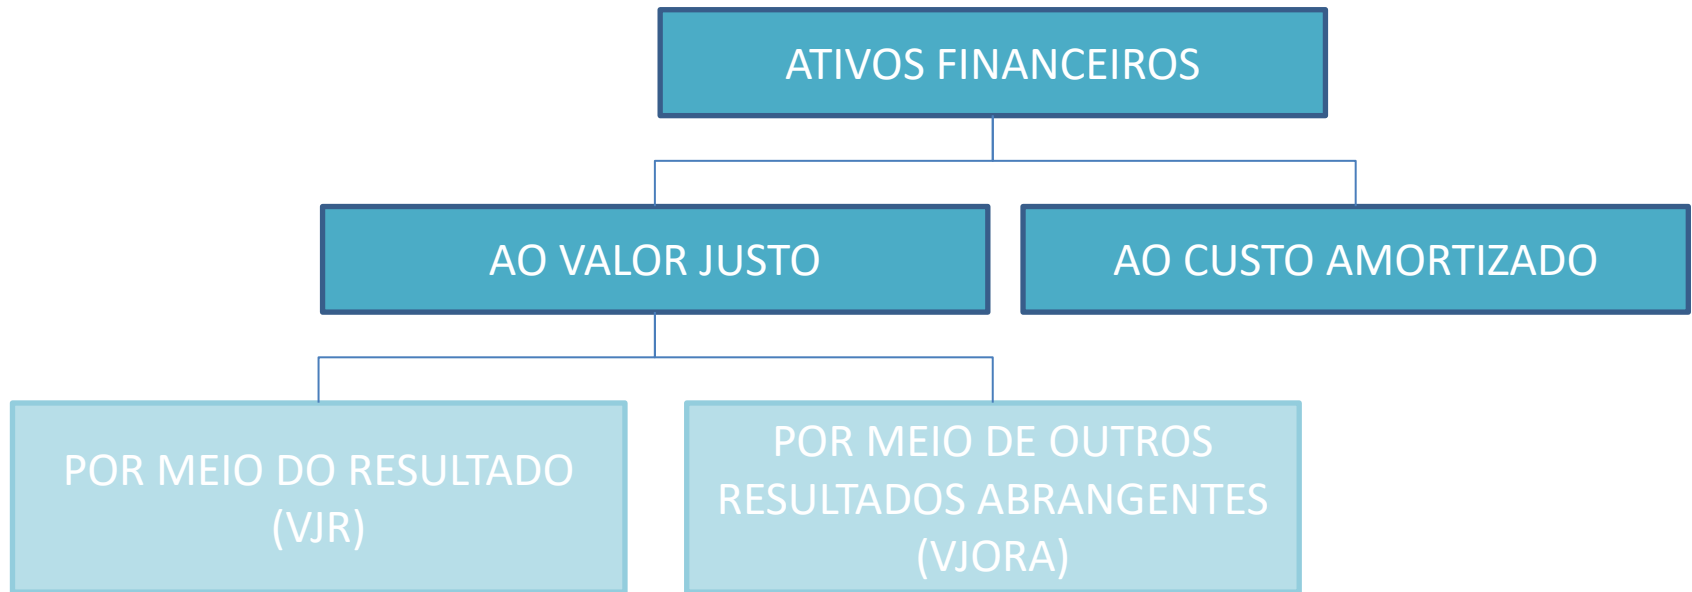 ATIVOS FINANCEIROS
AO VALOR JUSTO
AO CUSTO AMORTIZADO
POR MEIO DO RESULTADO
(VJR)
POR MEIO DE OUTROS
RESULTADOS ABRANGENTES
(VJORA)